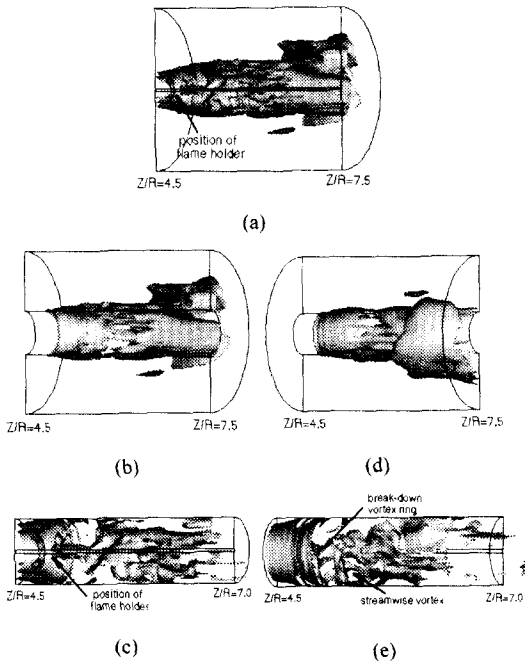 position of
flame holder
Z/R=4.5
Z/R=7.5
(a)
Z/R=4.5
Z/R=7.5
(b)
Z/R=4.5
Z/R=7.5
(d)
Z/R=4.5
position of
flame holder
Z/R=7.0
(c)
break-down
vortex ring
Z/R=4.5
streamwise vortex
Z/R=7.0
(e)